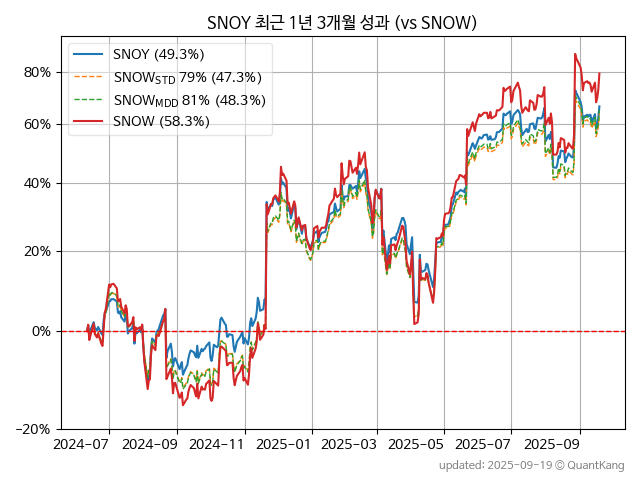 SNOY 최근 1년 3개월 성과 (vs SNOW)
SNOY (49.3%)
SNOW_STD 79% (47.3%)
SNOW_MDD 81% (48.3%)
SNOW (58.3%)
80%
60%
40%
20%
0%
−20%
2024-07 2024-09 2024-11 2025-01 2025-03 2025-05 2025-07 2025-09
updated: 2025-09-19 © QuantKang